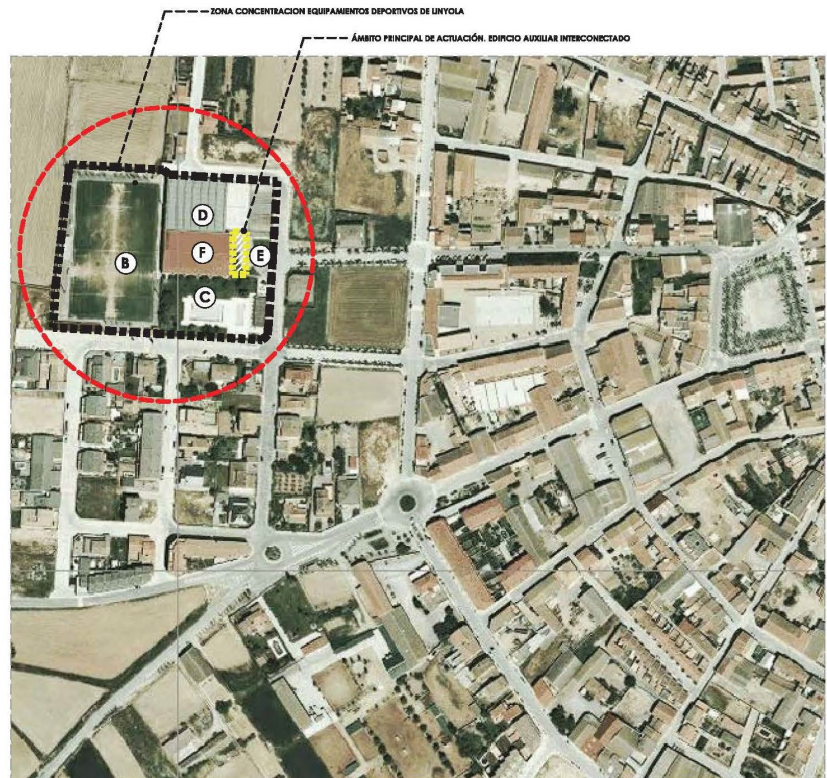 ZONA CONCENTRACION EQUIPAMIENTOS DEPORTIVOS DE LINYOLA
ÁMBITO PRINCIPAL DE ACTUACIÓN. EDIFICIO AUXILIAR INTERCONECTADO
D
F
E
B
C